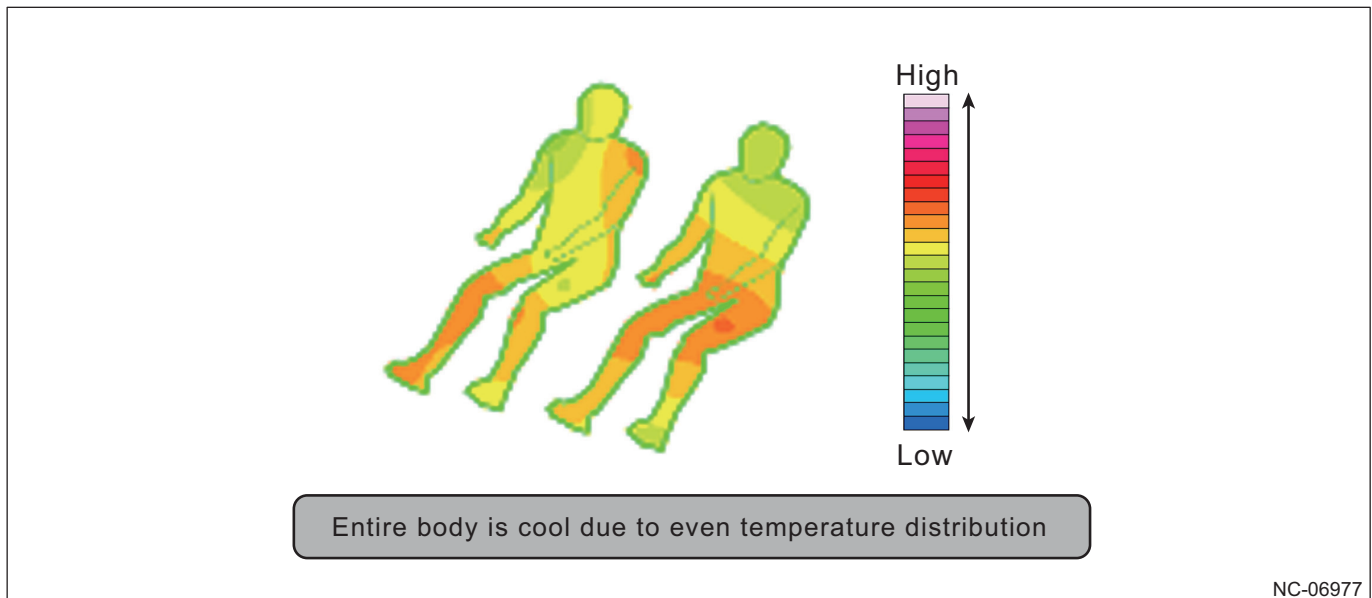 High
Low
Entire body is cool due to even temperature distribution
NC-06977